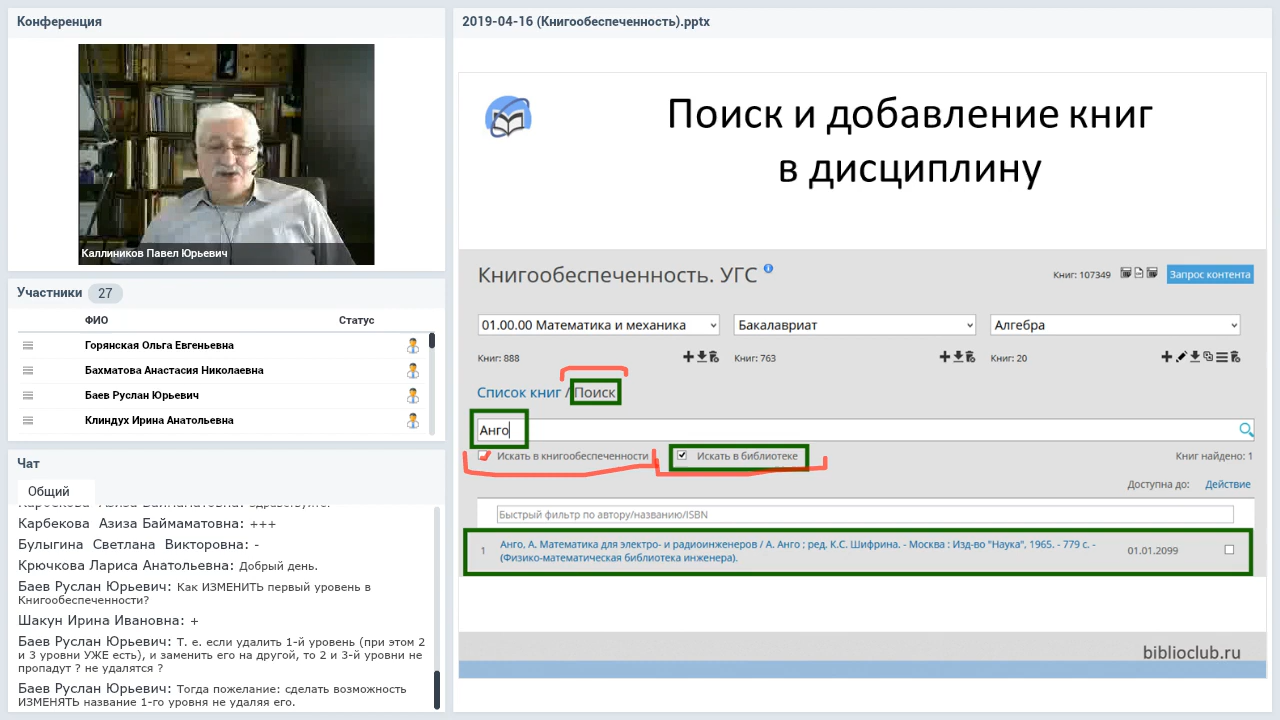 Конференция
Каллиников Павел Юрьевич
Участники 27
ФИО Статус
Горянская Ольга Евгеньевна
Бахматова Анастасия Николаевна
Баев Руслан Юрьевич
Клиндух Ирина Анатольевна
Чат
Общий
Карбекова Азиза Баймаматовна: здравствуйте!
Карбекова Азиза Баймаматовна: +++
Булыгина Светлана Викторовна: -
Крючкова Лариса Анатольевна: Добрый день.
Баев Руслан Юрьевич: Как ИЗМЕНИТЬ первый уровень в
Книгообеспеченности?
Шакун Ирина Ивановна: +
Баев Руслан Юрьевич: Т. е. если удалить 1-й уровень (при этом 2
и 3 уровни УЖЕ есть), и заменить его на другой, то 2 и 3-й уровни не
пропадут ? не удалятся ?
Баев Руслан Юрьевич: Тогда пожелание: сделать возможность
ИЗМЕНЯТЬ название 1-го уровня не удаляя его.
2019-04-16 (Книгообеспеченность).pptx
Поиск и добавление книг
в дисциплину
Книгообеспеченность. УГС
Книг: 107349 Запрос контента
01.00.00 Математика и механика Бакалавриат Алгебра
Книг: 888 Книг: 763 Книг: 20
Список книг / Поиск
Анго
Искать в книгообеспеченности Искать в библиотеке Книг найдено: 1
Доступна до: Действие
Быстрый фильтр по автору/названию/ISBN
1 Анго, А. Математика для электро- и радиоинженеров / А. Анго ; ред. К.С. Шифрина. - Москва : Изд-во "Наука", 1965. - 779 с. - 01.01.2099
(Физико-математическая библиотека инженера).
biblioclub.ru